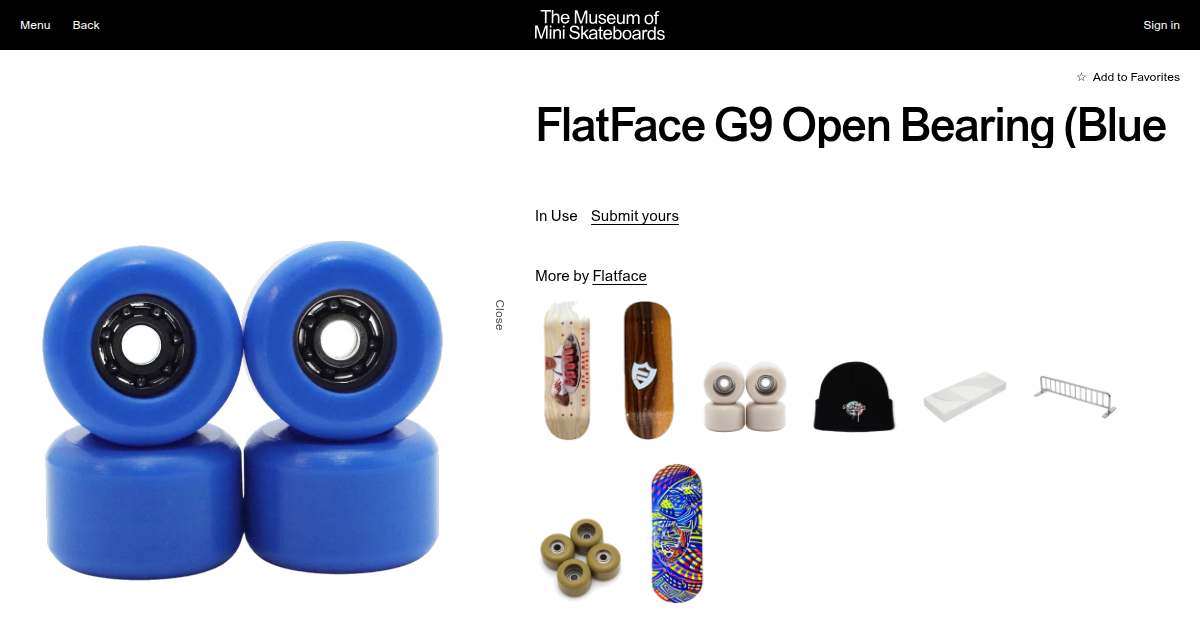 Menu
Back
The Museum of
Mini Skateboards
Sign in
☆ Add to Favorites
FlatFace G9 Open Bearing (Blue
In Use
Submit yours
More by Flatface
Close